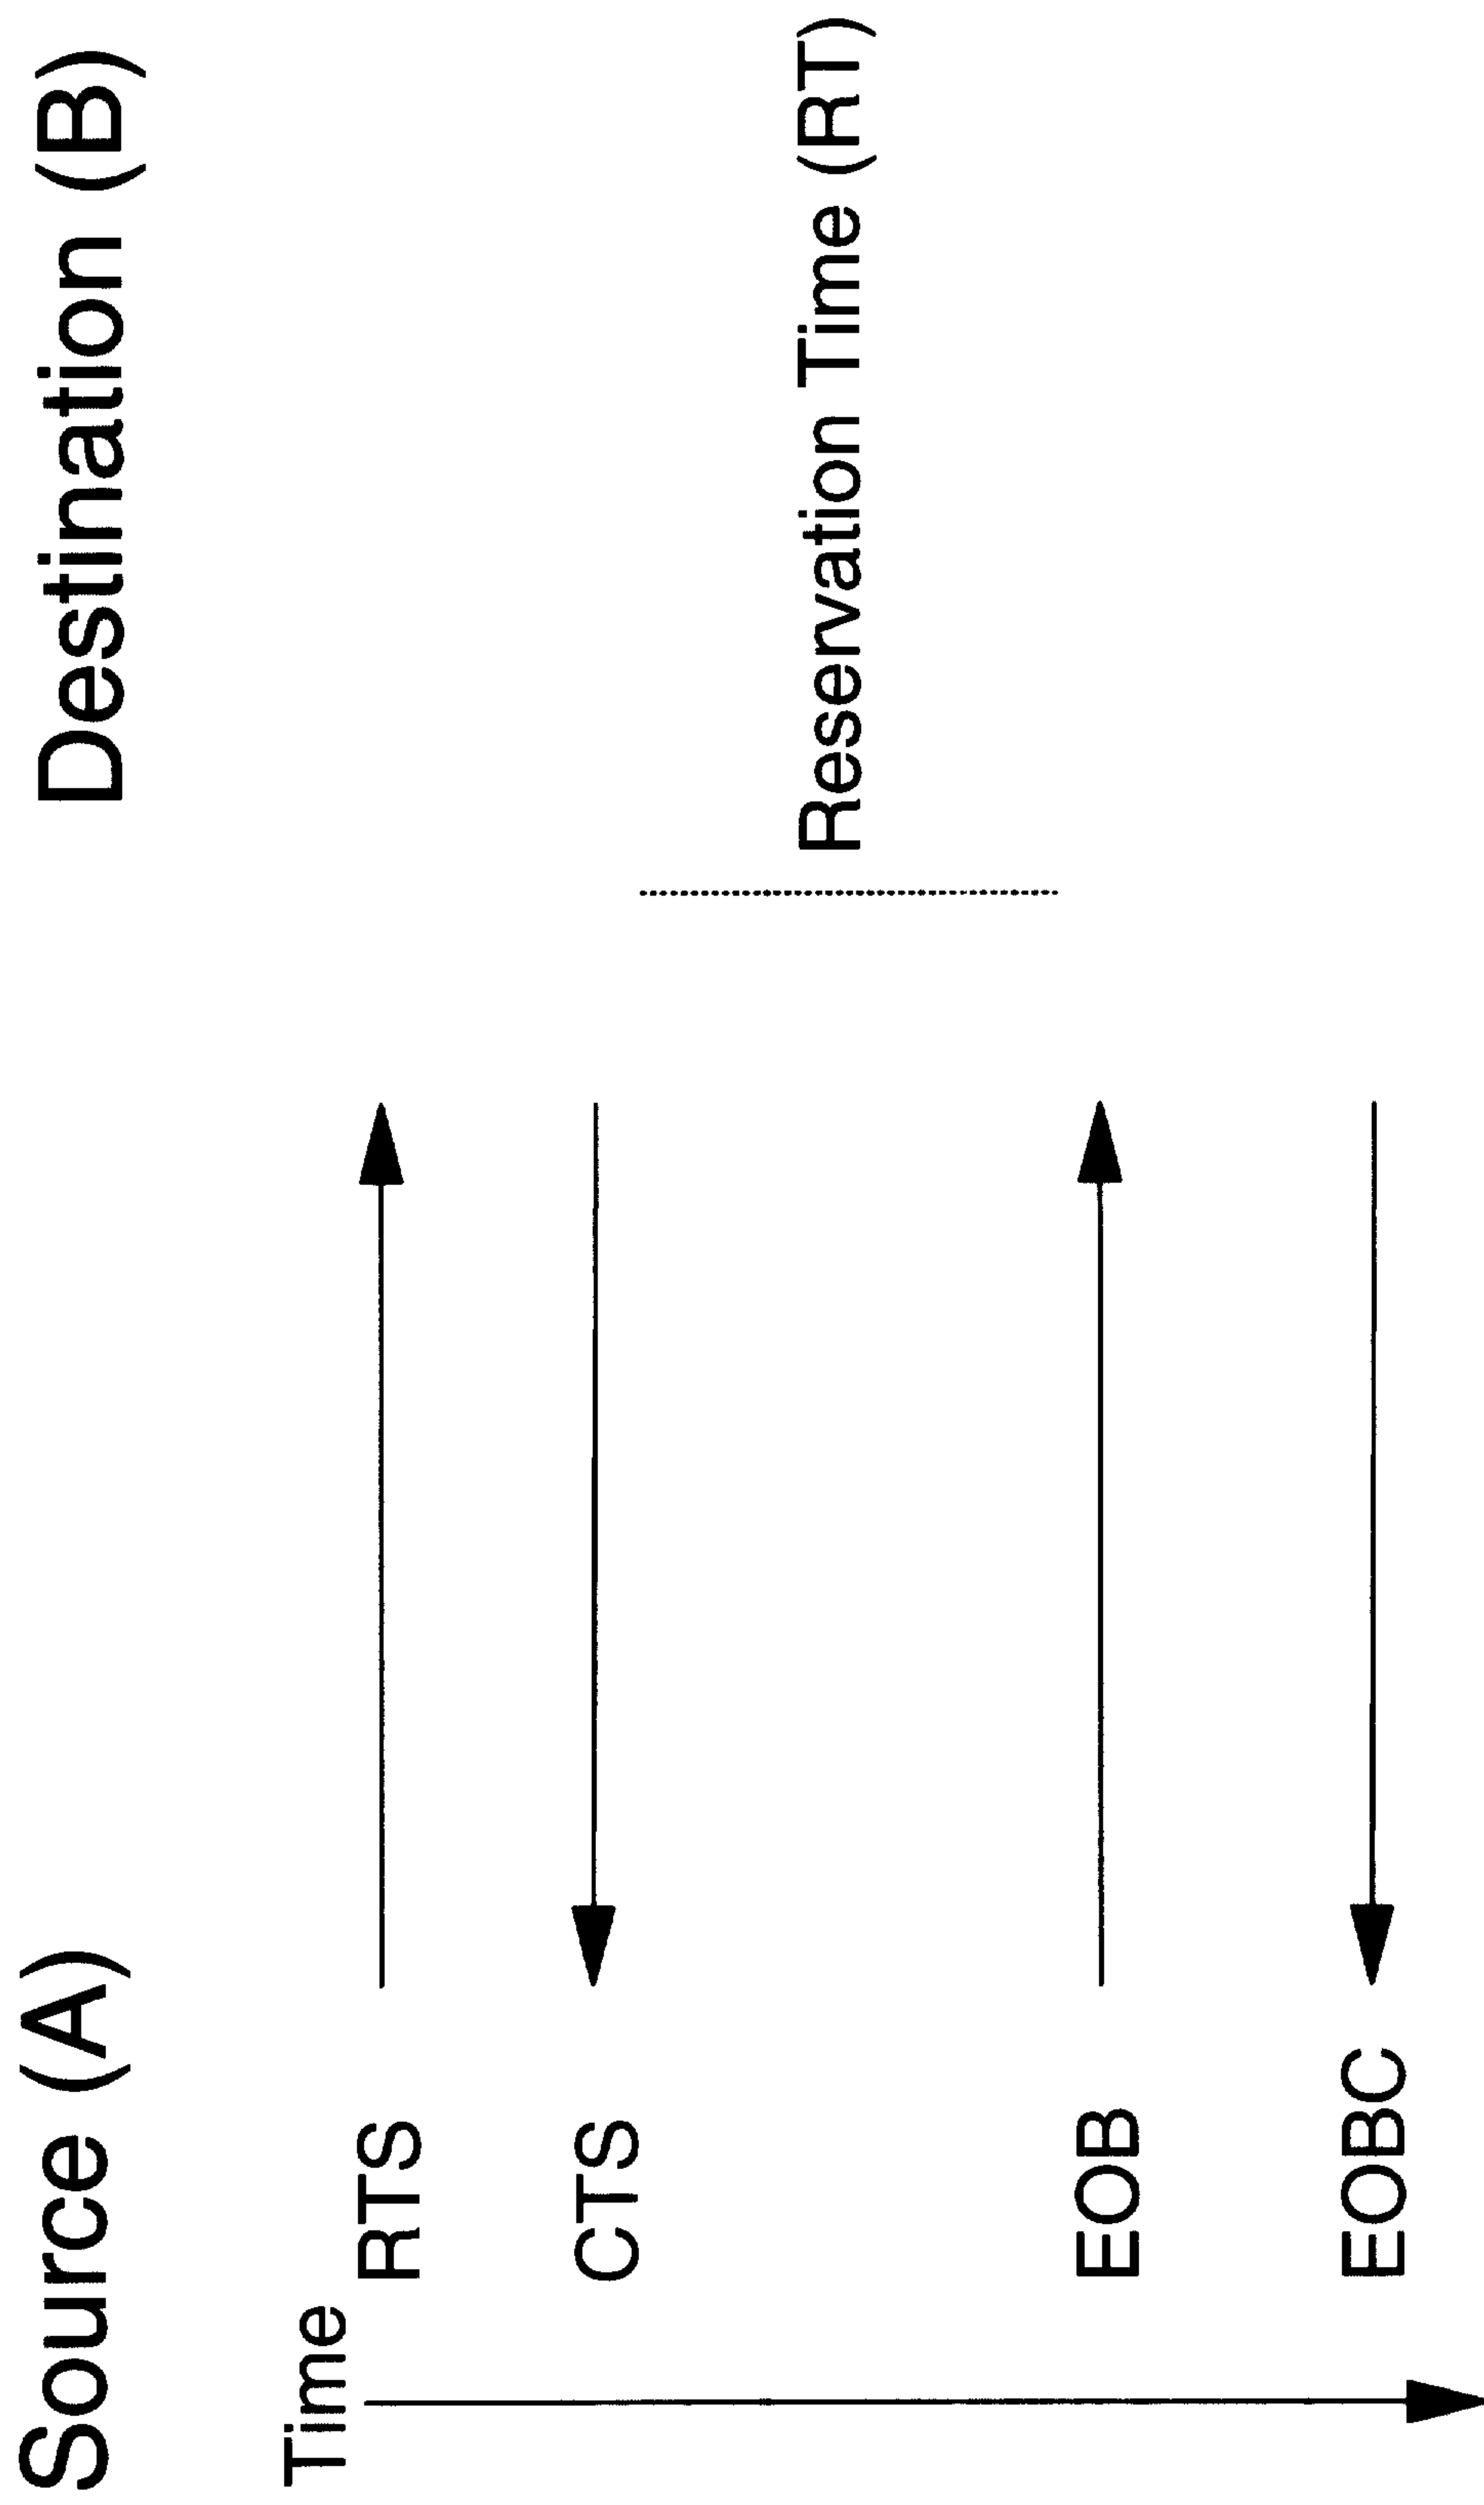 Source (A)
Destination (B)
Time
RTS
CTS
Reservation Time (RT)
EOB
EOBC